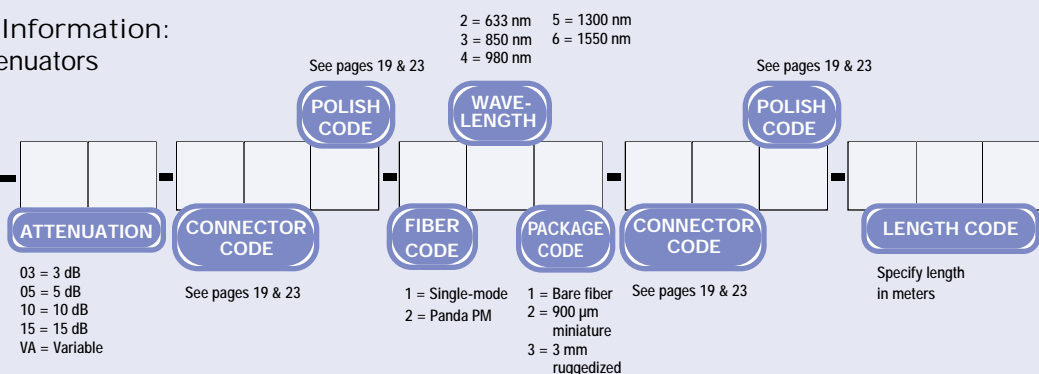 Information:
enuators
2 = 633 nm
3 = 850 nm
4 = 980 nm
5 = 1300 nm
6 = 1550 nm
See pages 19 & 23
See pages 19 & 23
POLISH
CODE
WAVE-
LENGTH
POLISH
CODE
ATTENUATION
CONNECTOR
CODE
FIBER
CODE
PACKAGE
CODE
CONNECTOR
CODE
LENGTH CODE
03 = 3 dB
05 = 5 dB
10 = 10 dB
15 = 15 dB
VA = Variable
See pages 19 & 23
1 = Single-mode
2 = Panda PM
1 = Bare fiber
2 = 900 µm
miniature
3 = 3 mm
ruggedized
See pages 19 & 23
Specify length
in meters